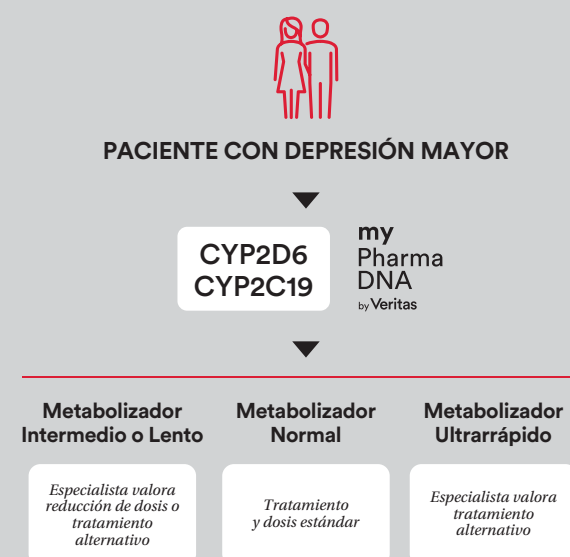 PACIENTE CON DEPRESIÓN MAYOR
CYP2D6
CYP2C19
my
Pharma
DNA
by Veritas
Metabolizador
Intermedio o Lento
Especialista valora
reducción de dosis o
tratamiento
alternativo
Metabolizador
Normal
Tratamiento
y dosis estándar
Metabolizador
Ultrarrápido
Especialista valora
tratamiento
alternativo